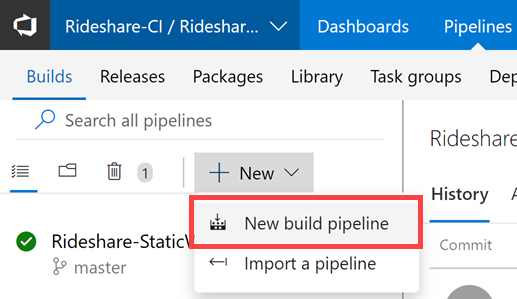 Rideshare-CI / Rideshar... Dashboards Pipelines
Builds Releases Packages Library Task groups Dep
Search all pipelines
Rideshare
1 New
History A
New build pipeline
Rideshare-StaticW
Commit
master
Import a pipeline